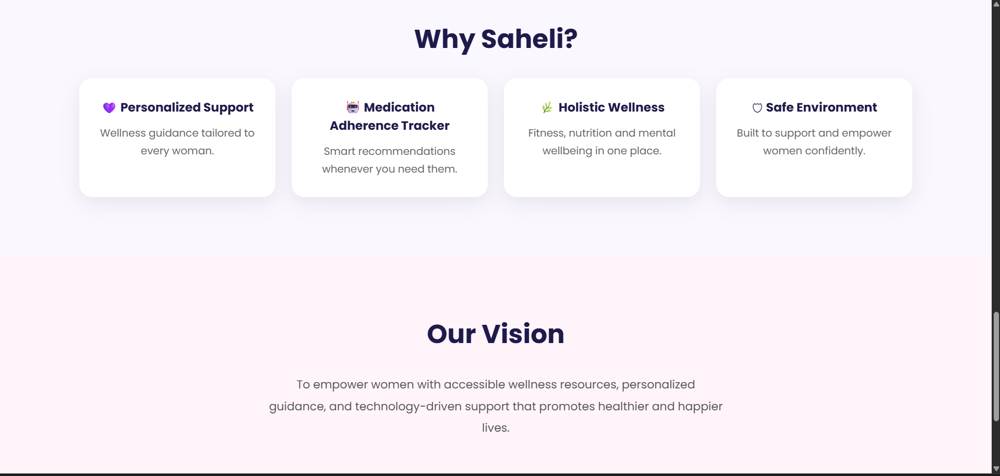 Why Saheli?
💜 Personalized Support
Wellness guidance tailored to
every woman.
🤖 Medication
Adherence Tracker
Smart recommendations
whenever you need them.
🌿 Holistic Wellness
Fitness, nutrition and mental
wellbeing in one place.
🛡 Safe Environment
Built to support and empower
women confidently.
Our Vision
To empower women with accessible wellness resources, personalized
guidance, and technology-driven support that promotes healthier and happier
lives.